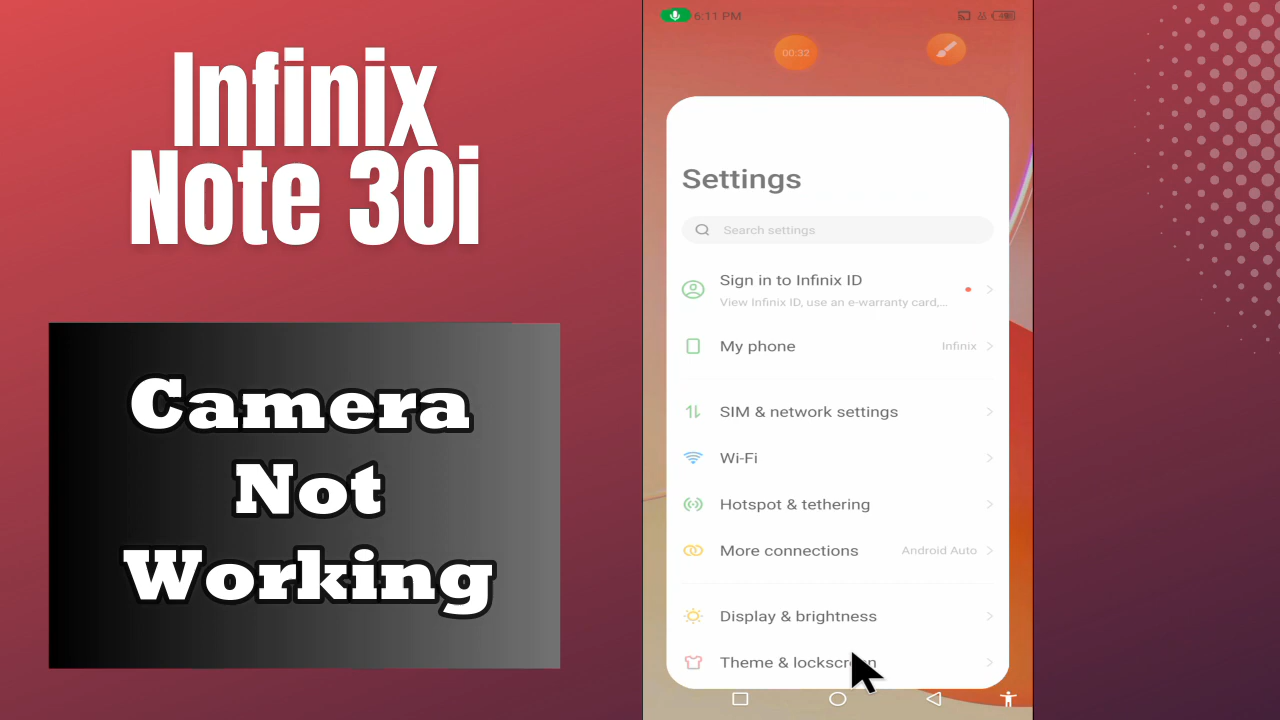 Infinix
Note 30i
Camera
Not
Working
6:11 PM
00:32
Settings
Search settings
Sign in to Infinix ID
View Infinix ID, use an e-warranty card,...
My phone Infinix
SIM & network settings
Wi-Fi
Hotspot & tethering
More connections Android Auto
Display & brightness
Theme & lockscreen